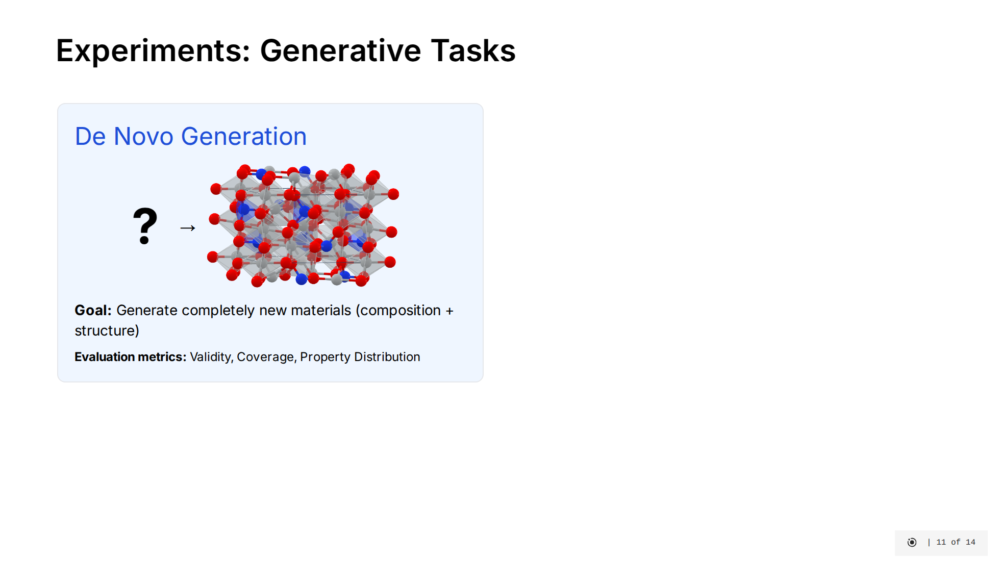 Experiments: Generative Tasks
De Novo Generation
? →
Goal: Generate completely new materials (composition +
structure)
Evaluation metrics: Validity, Coverage, Property Distribution
| 11 of 14